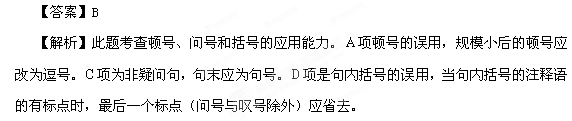 【答案】B
【解析】此题考查顿号、问号和括号的应用能力。A项顿号的误用，规模小后的顿号应
改为逗号。C项为非疑问句，句末应为句号。D项是句内括号的误用，当句内括号的注释语
的有标点时，最后一个标点（问号与叹号除外）应省去。